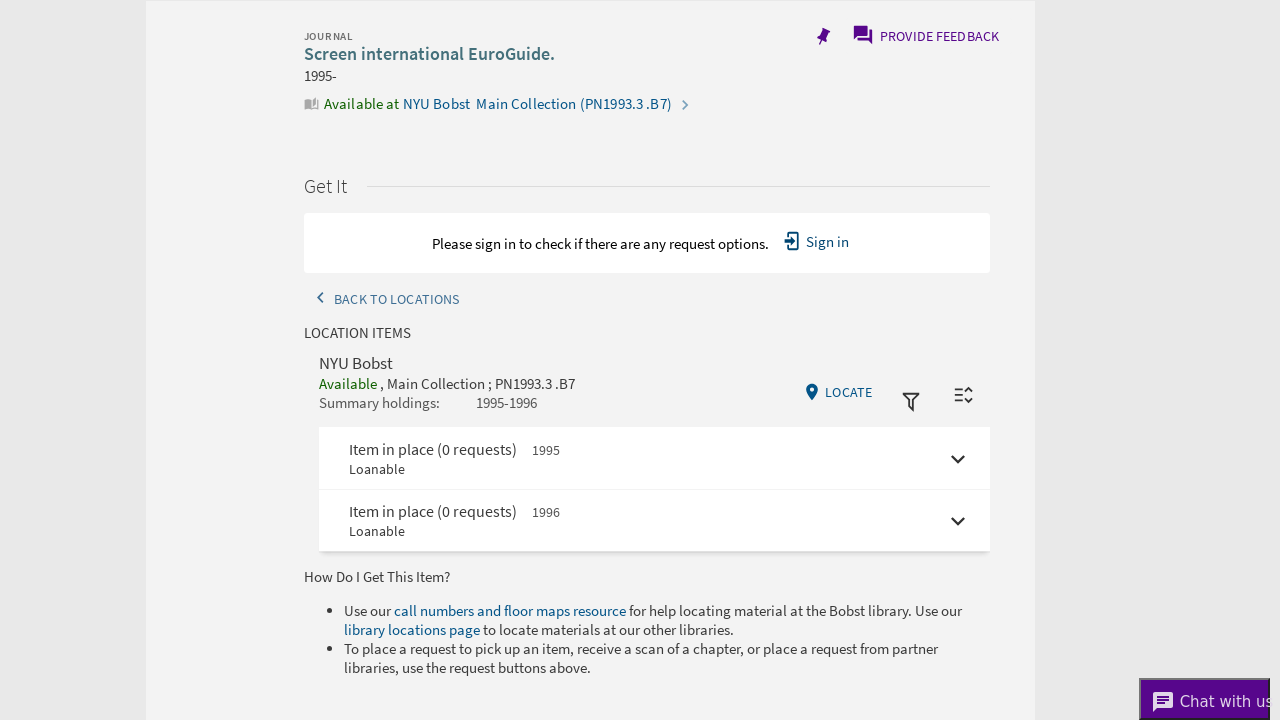 JOURNAL
PROVIDE FEEDBACK
Screen international EuroGuide.
1995-
Available at NYU Bobst Main Collection (PN1993.3 .B7)
Get It
Please sign in to check if there are any request options. Sign in
BACK TO LOCATIONS
LOCATION ITEMS
NYU Bobst
Available , Main Collection ; PN1993.3 .B7
LOCATE
Summary holdings: 1995-1996
Item in place (0 requests) 1995
Loanable
Item in place (0 requests) 1996
Loanable
How Do I Get This Item?
Use our call numbers and floor maps resource for help locating material at the Bobst library. Use our
library locations page to locate materials at our other libraries.
To place a request to pick up an item, receive a scan of a chapter, or place a request from partner
libraries, use the request buttons above.
Chat with us